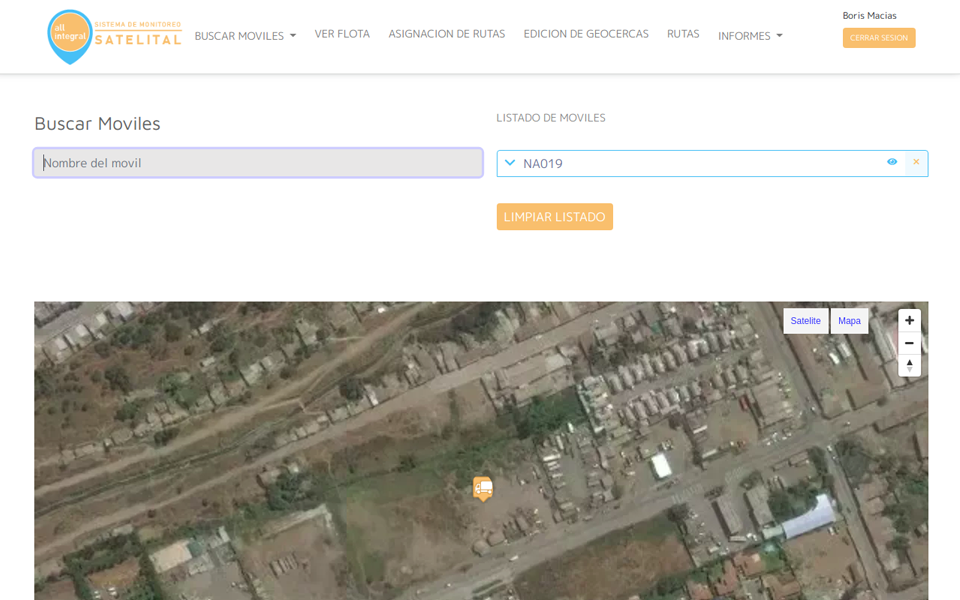 all
integral
SISTEMA DE MONITOREO
SATELITAL
BUSCAR MOVILES
VER FLOTA
ASIGNACION DE RUTAS
EDICION DE GEOCERCAS
RUTAS
INFORMES
Boris Macias
CERRAR SESION
Buscar Moviles
Nombre del movil
LISTADO DE MOVILES
NA019
LIMPIAR LISTADO
Satelite
Mapa